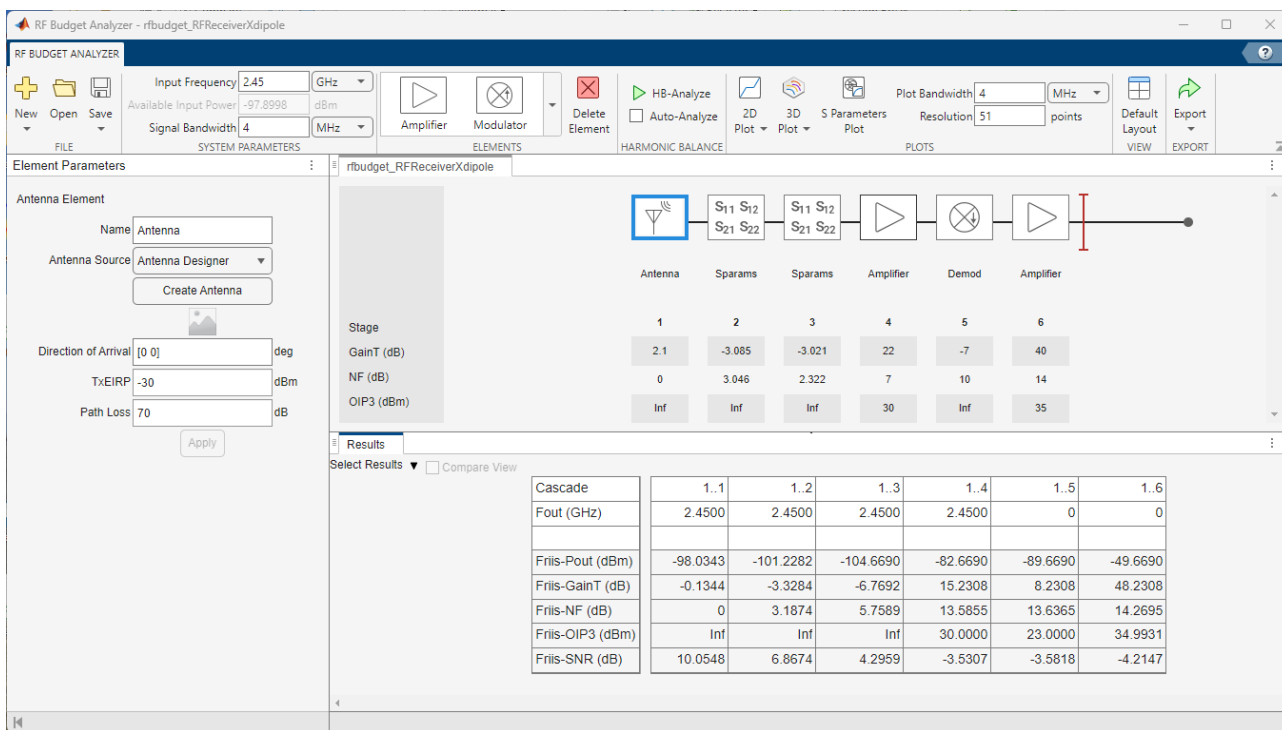 RF Budget Analyzer - rfbudget_RFReceiverXdipole
RF BUDGET ANALYZER
?
New
Open
Save
FILE
Input Frequency 2.45 GHz
Available Input Power -97.8998 dBm
Signal Bandwidth 4 MHz
SYSTEM PARAMETERS
Amplifier
Modulator
ELEMENTS
Delete
Element
HB-Analyze
Auto-Analyze
HARMONIC BALANCE
2D
Plot
3D
Plot
S Parameters
Plot
Plot Bandwidth 4 MHz
Resolution 51 points
PLOTS
Default
Layout
VIEW
Export
EXPORT
Element Parameters
Antenna Element
Name Antenna
Antenna Source Antenna Designer
Create Antenna
Direction of Arrival [0 0] deg
TxEIRP -30 dBm
Path Loss 70 dB
Apply
rfbudget_RFReceiverXdipole
S11 S12 S11 S12
S21 S22 S21 S22
Antenna Sparams Sparams Amplifier Demod Amplifier
Stage 1 2 3 4 5 6
GainT (dB) 2.1 -3.085 -3.021 22 -7 40
NF (dB) 0 3.046 2.322 7 10 14
OIP3 (dBm) Inf Inf Inf 30 Inf 35
Results
Select Results ▼ Compare View
Cascade 1..1 1..2 1..3 1..4 1..5 1..6
Fout (GHz) 2.4500 2.4500 2.4500 2.4500 0 0
Friis-Pout (dBm) -98.0343 -101.2282 -104.6690 -82.6690 -89.6690 -49.6690
Friis-GainT (dB) -0.1344 -3.3284 -6.7692 15.2308 8.2308 48.2308
Friis-NF (dB) 0 3.1874 5.7589 13.5855 13.6365 14.2695
Friis-OIP3 (dBm) Inf Inf Inf 30.0000 23.0000 34.9931
Friis-SNR (dB) 10.0548 6.8674 4.2959 -3.5307 -3.5818 -4.2147